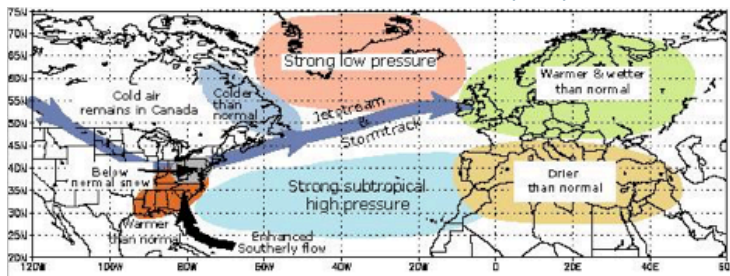 75N
70N
65N
60N
55N
50N
45N
40N
35N
30N
25N
20N
Strong low pressure
Warmer & wetter
than normal
Cold air
remains in Canada
Colder
than
normal
Jetstream
&
Stormtrack
Below
normal snow
Strong subtropical
high pressure
Drier
than normal
Warmer
than normal
Enhanced
Southerly flow
120W
100W
80W
60W
40W
20W
0
20E
40E